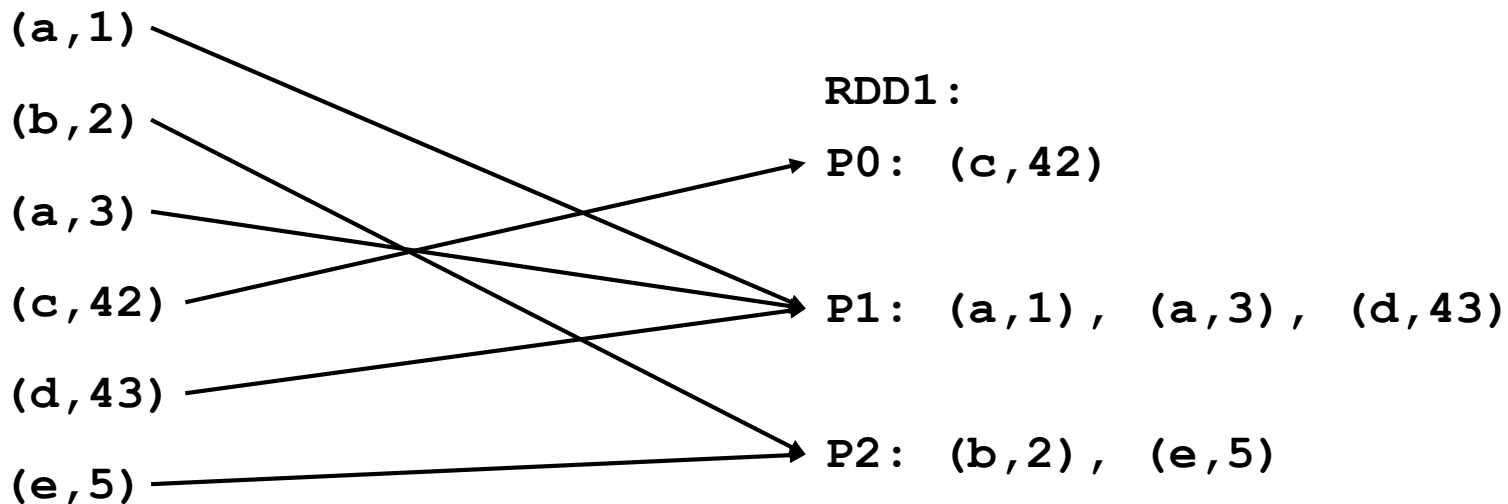 (a,1)
(b,2)
(a,3)
(c,42)
(d,43)
(e,5)
RDD1:
P0: (c,42)
P1: (a,1), (a,3), (d,43)
P2: (b,2), (e,5)